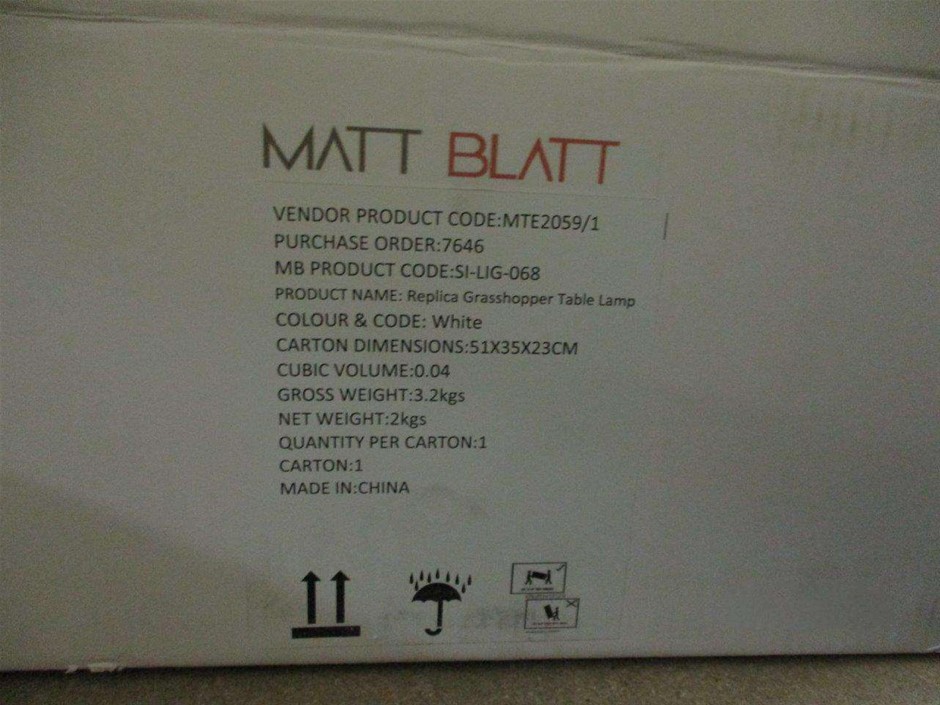 MATT BLATT
VENDOR PRODUCT CODE:MTE2059/1
PURCHASE ORDER:7646
MB PRODUCT CODE:SI-LIG-068
PRODUCT NAME: Replica Grasshopper Table Lamp
COLOUR & CODE: White
CARTON DIMENSIONS:51X35X23CM
CUBIC VOLUME:0.04
GROSS WEIGHT:3.2kgs
NET WEIGHT:2kgs
QUANTITY PER CARTON:1
CARTON:1
MADE IN:CHINA